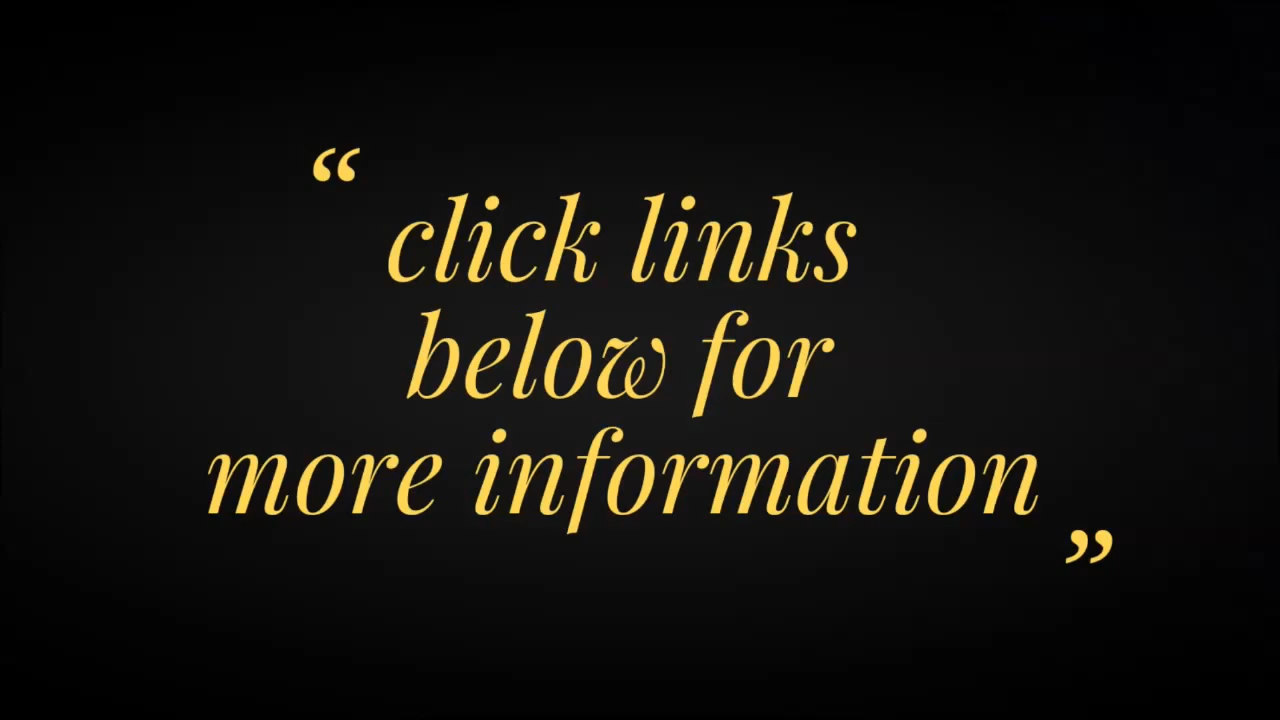 “ click links
below for
more information ”